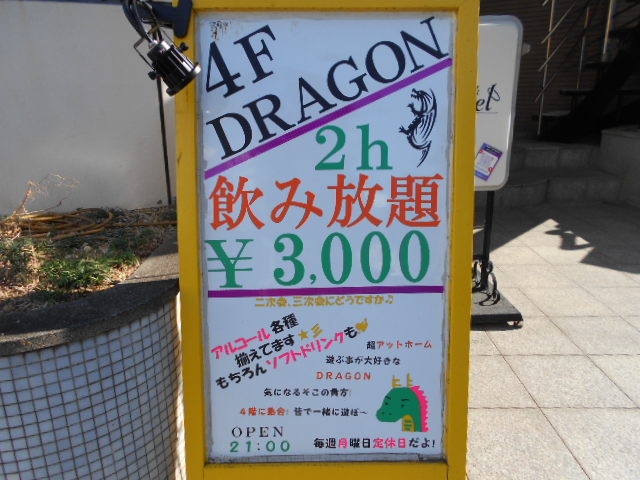 4F
DRAGON
2h
飲み放題
¥3,000
二次会、三次会にどうですか♪
アルコール各種
揃えてます★彡
もちろんソフトドリンクも
超アットホーム
遊ぶ事が大好きな
DRAGON
気になるそこの貴方!
4階に集合! 皆で一緒に遊ぼ〜
OPEN
21:00
毎週月曜日定休日だよ!